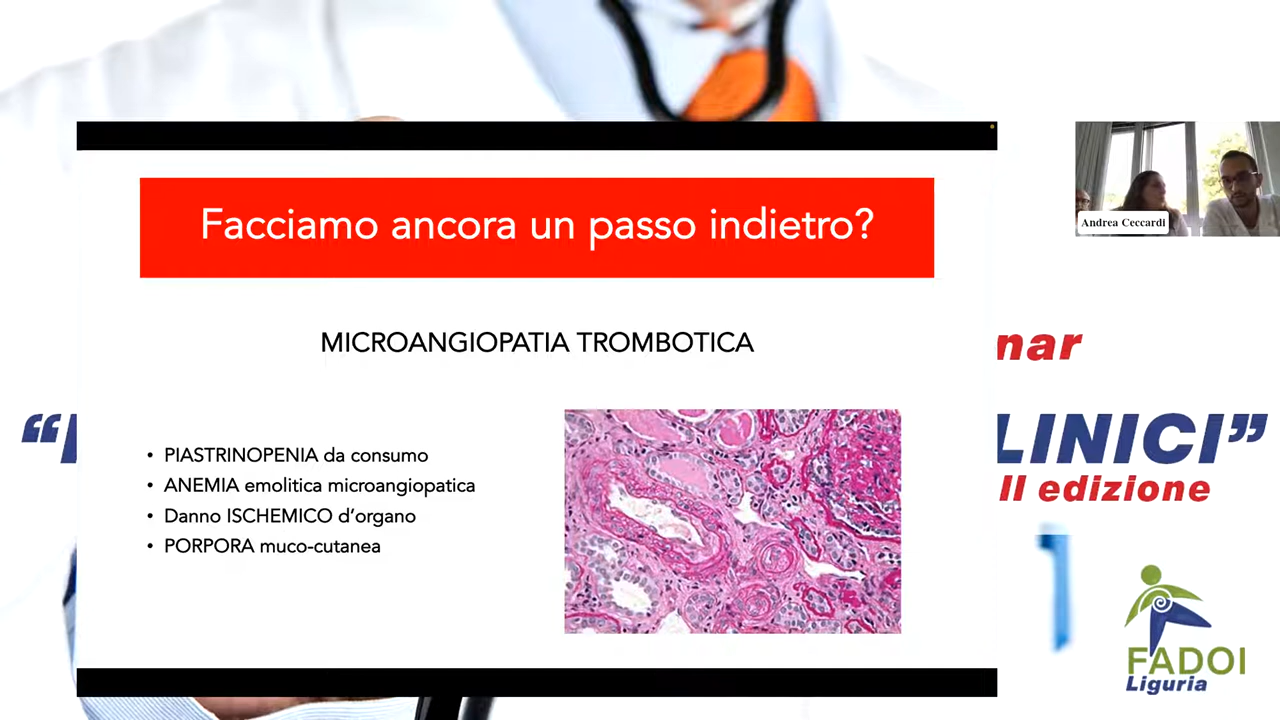 Facciamo ancora un passo indietro?
MICROANGIOPATIA TROMBOTICA
• PIASTRINOPENIA da consumo
• ANEMIA emolitica microangiopatica
• Danno ISCHEMICO d'organo
• PORPORA muco-cutanea
Andrea Ceccardi
nar
LINICI”
II edizione
FADOI
Liguria